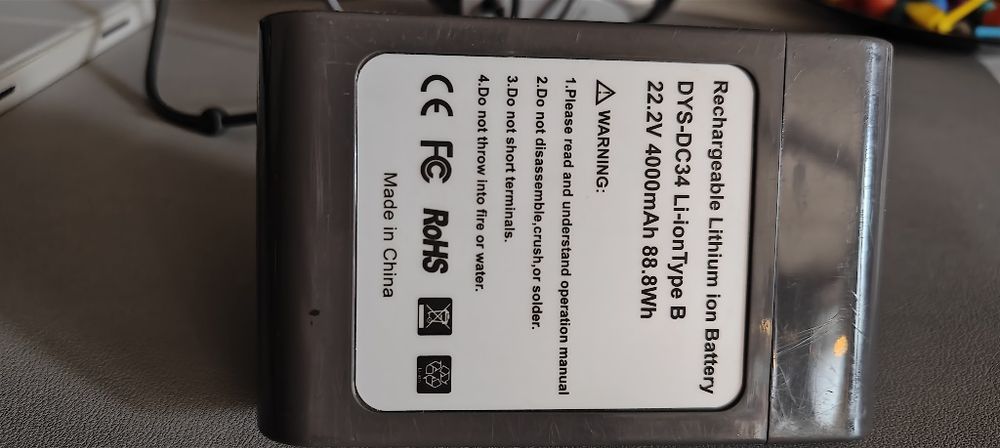 Rechargeable Lithium ion Battery
DYS-DC34 Li-ionType B
22.2V 4000mAh 88.8Wh
WARNING:
1.Please read and understand operation manual
2.Do not disassemble,crush,or solder.
3.Do not short terminals.
4.Do not throw into fire or water.
CE FC RoHS
Made in China